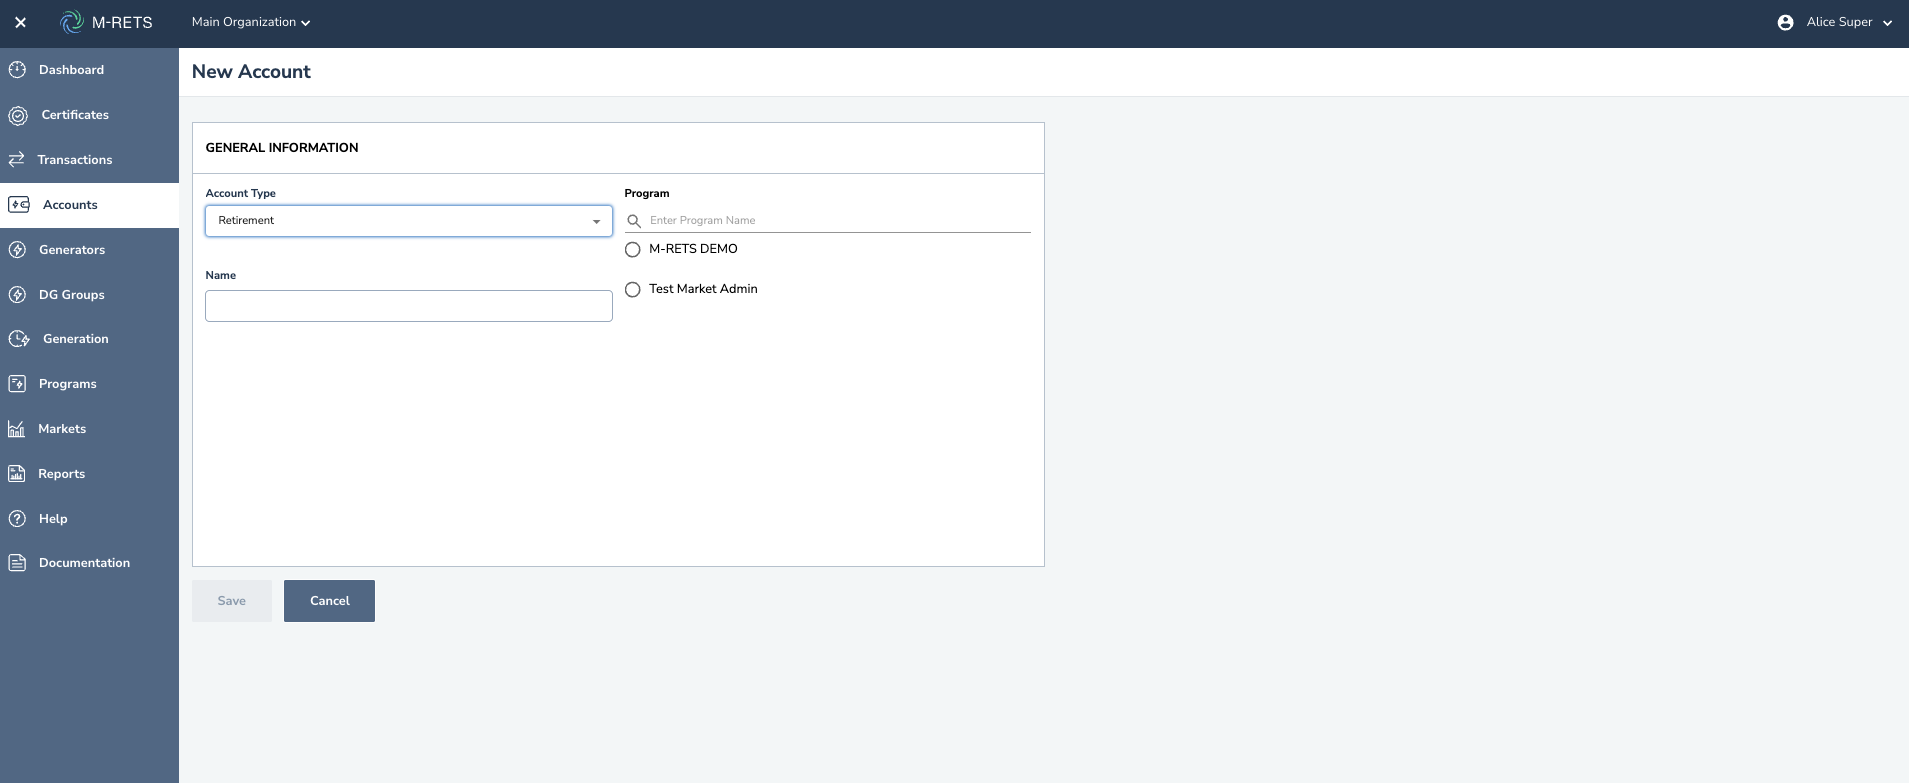 M-RETS
Main Organization
Alice Super
Dashboard
Certificates
Transactions
Accounts
Generators
DG Groups
Generation
Programs
Markets
Reports
Help
Documentation
New Account
GENERAL INFORMATION
Account Type
Retirement
Name
Program
Enter Program Name
M-RETS DEMO
Test Market Admin
Save
Cancel